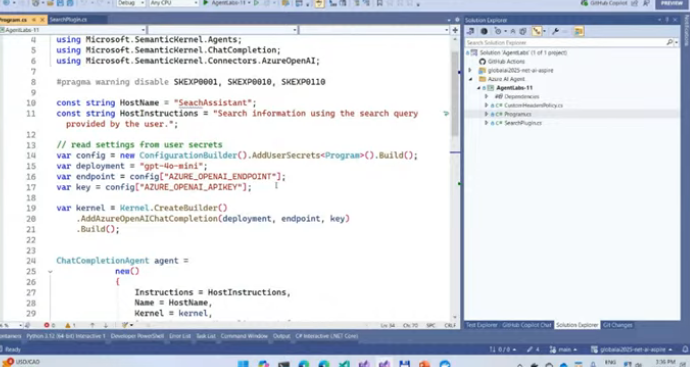 Debug
Any CPU
AgentLabs-11
GitHub Copilot
PREVIEW
Program.cs
SearchPlugin.cs
AgentLabs-11
4 using Microsoft.SemanticKernel.Agents;
5 using Microsoft.SemanticKernel.ChatCompletion;
6 using Microsoft.SemanticKernel.Connectors.AzureOpenAI;
#pragma warning disable SKEXP0001, SKEXP0010, SKEXP0110
10 const string HostName = "SeachAssistant";
11 const string HostInstructions = "Search information using the search query
provided by the user.";
12
13 // read settings from user secrets
14 var config = new ConfigurationBuilder().AddUserSecrets<Program>().Build();
15 var deployment = "gpt-4o-mini";
16 var endpoint = config["AZURE_OPENAI_ENDPOINT"];
17 var key = config["AZURE_OPENAI_APIKEY"];
18
19 var kernel = Kernel.CreateBuilder()
20 .AddAzureOpenAIChatCompletion(deployment, endpoint, key)
21 .Build();
22
24 ChatCompletionAgent agent =
25 new()
26 {
27 Instructions = HostInstructions,
28 Name = HostName,
29 Kernel = kernel,
Ln: 34 Ch: 70 SPC CRLF
Solution Explorer
Search Solution Explorer
Solution 'AgentLabs' (1 of 1 project)
GitHub Actions
globalai2025-net-ai-aspire
Azure AI Agent
AgentLabs-11
Dependencies
CustomHeadersPolicy.cs
Program.cs
SearchPlugin.cs
Python 3.12 (64-bit) Interactive 1 Developer PowerShell Error List Task List Command Window Output C# Interactive (.NET Core)
Test Explorer GitHub Copilot Chat Solution Explorer Git Changes
Ready
main
globalai2025-net-ai-aspire
USD/CAD
3:36 PM